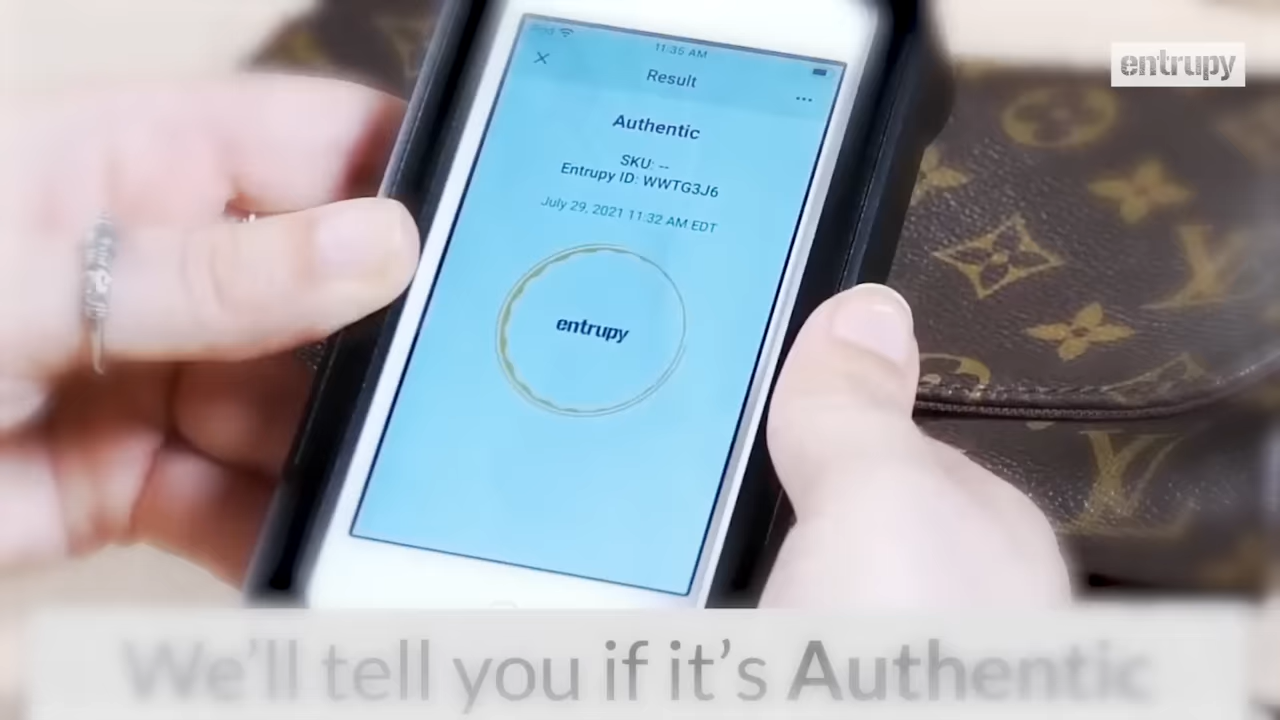 entrupy
11:35 AM
Result
Authentic
SKU: --
Entrupy ID: WWTG3J6
July 29, 2021 11:32 AM EDT
entrupy
We'll tell you if it's Authentic